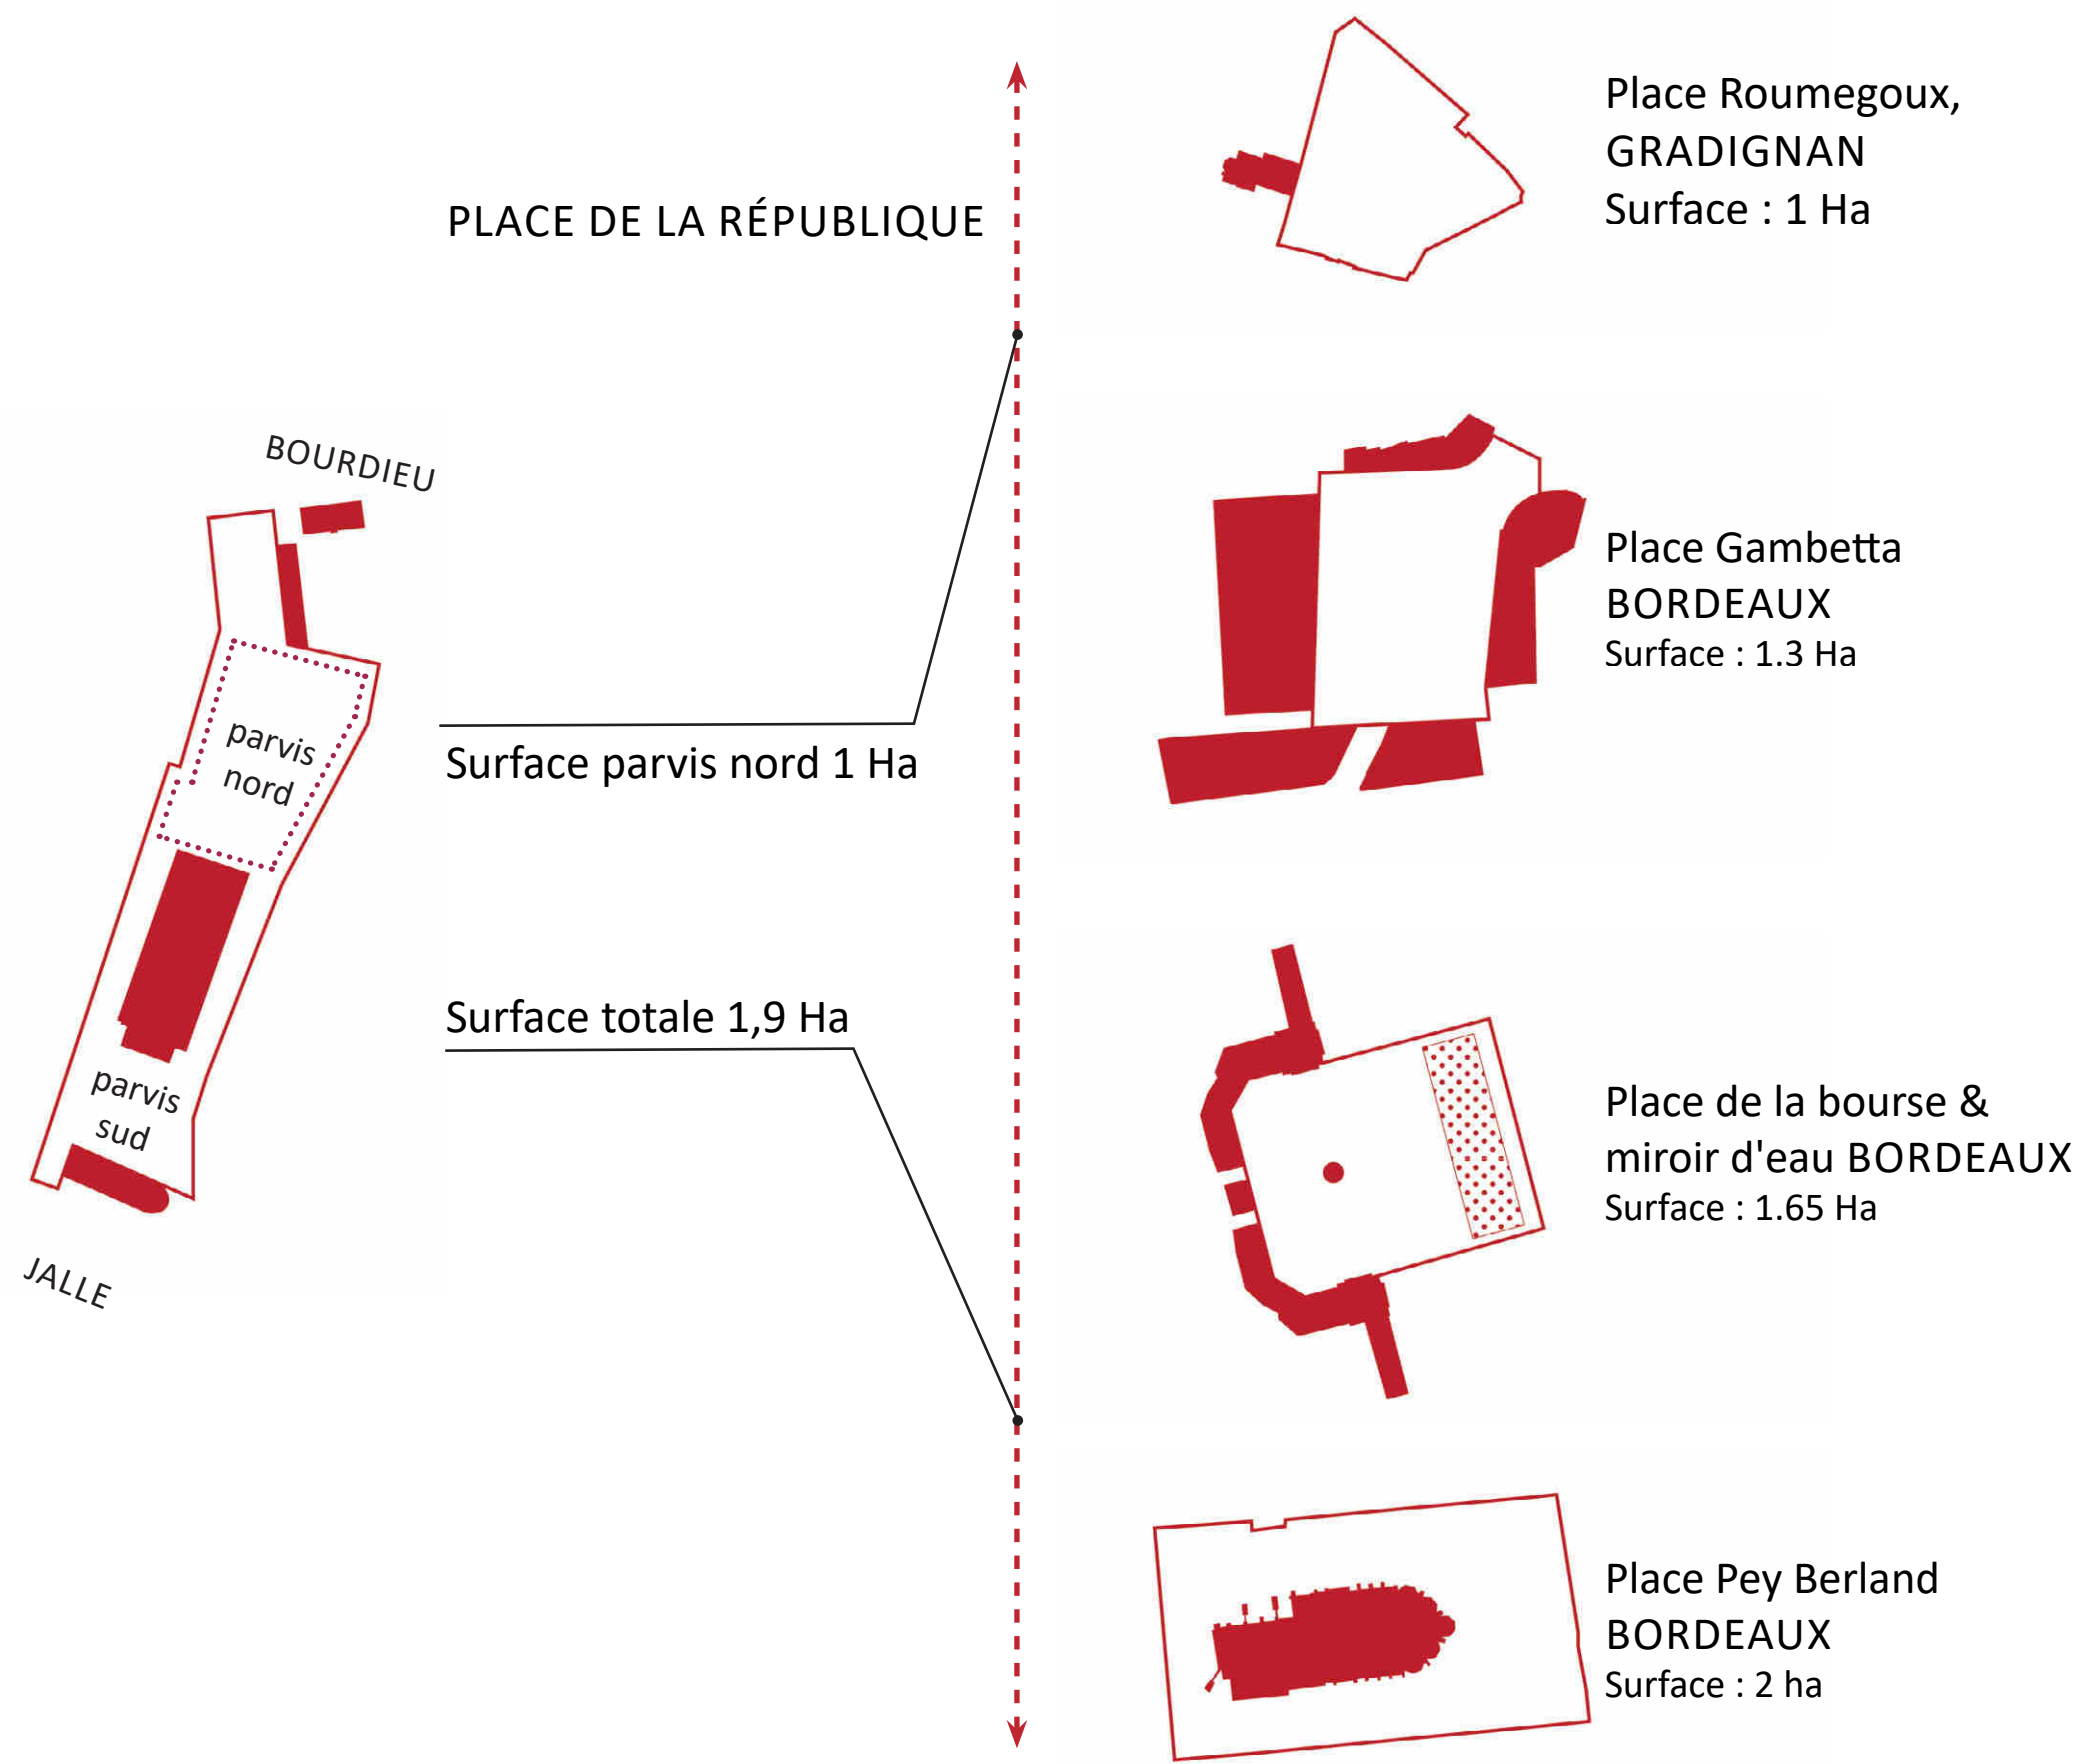 PLACE DE LA RÉPUBLIQUE
BOURDIEU
parvis
nord
Surface parvis nord 1 Ha
Surface totale 1,9 Ha
parvis
sud
JALLE
Place Roumegoux,
GRADIGNAN
Surface : 1 Ha
Place Gambetta
BORDEAUX
Surface : 1.3 Ha
Place de la bourse &
miroir d'eau BORDEAUX
Surface : 1.65 Ha
Place Pey Berland
BORDEAUX
Surface : 2 ha